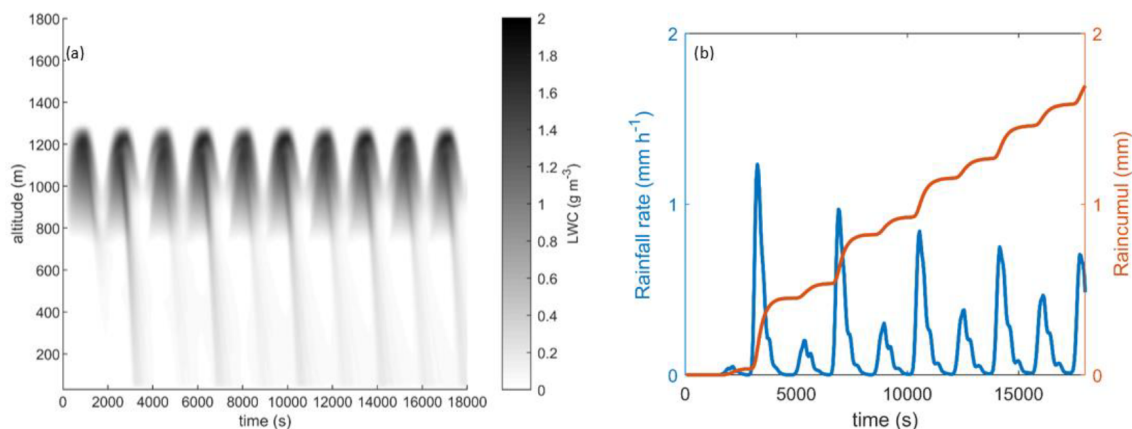 (a)
1800
1600
1400
1200
1000
800
600
400
200
altitude (m)
0 2000 4000 6000 8000 10000 12000 14000 16000 18000
time (s)
2
1.8
1.6
1.4
1.2
1
0.8
0.6
0.4
0.2
0
LWC (g m-3)
(b)
2
1
0
Rainfall rate (mm h-1)
0 5000 10000 15000
time (s)
2
1
0
Raincumul (mm)